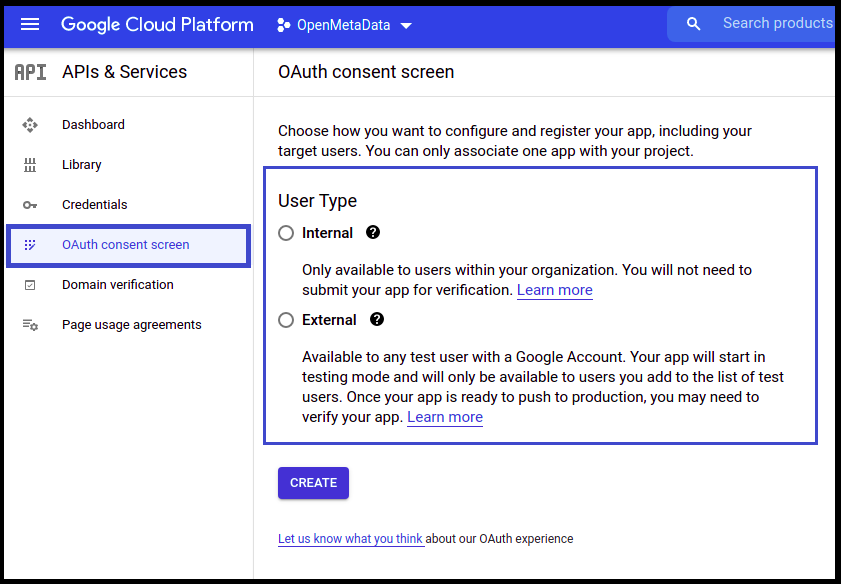 Google Cloud Platform
OpenMetaData
Search products
API
APIs & Services
OAuth consent screen
Dashboard
Library
Credentials
OAuth consent screen
Domain verification
Page usage agreements
Choose how you want to configure and register your app, including your
target users. You can only associate one app with your project.
User Type
Internal ?
Only available to users within your organization. You will not need to
submit your app for verification. Learn more
External ?
Available to any test user with a Google Account. Your app will start in
testing mode and will only be available to users you add to the list of test
users. Once your app is ready to push to production, you may need to
verify your app. Learn more
CREATE
Let us know what you think about our OAuth experience